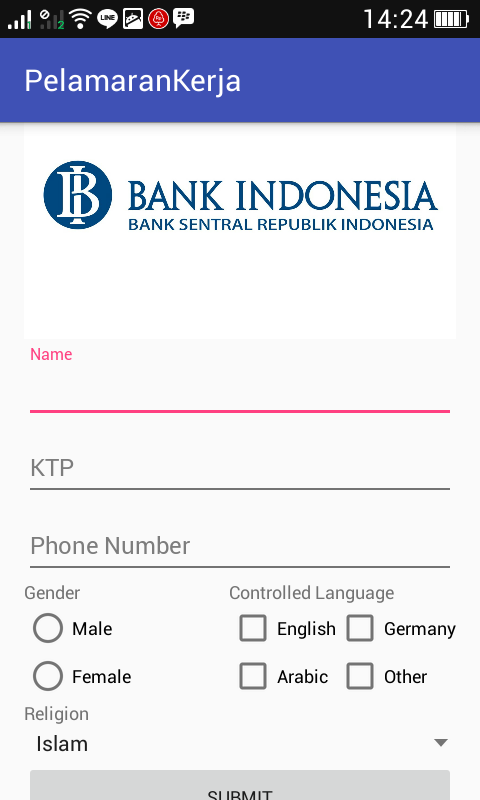 14:24
PelamaranKerja
BANK INDONESIA
BANK SENTRAL REPUBLIK INDONESIA
Name
KTP
Phone Number
Gender Controlled Language
Male English Germany
Female Arabic Other
Religion
Islam
SUBMIT